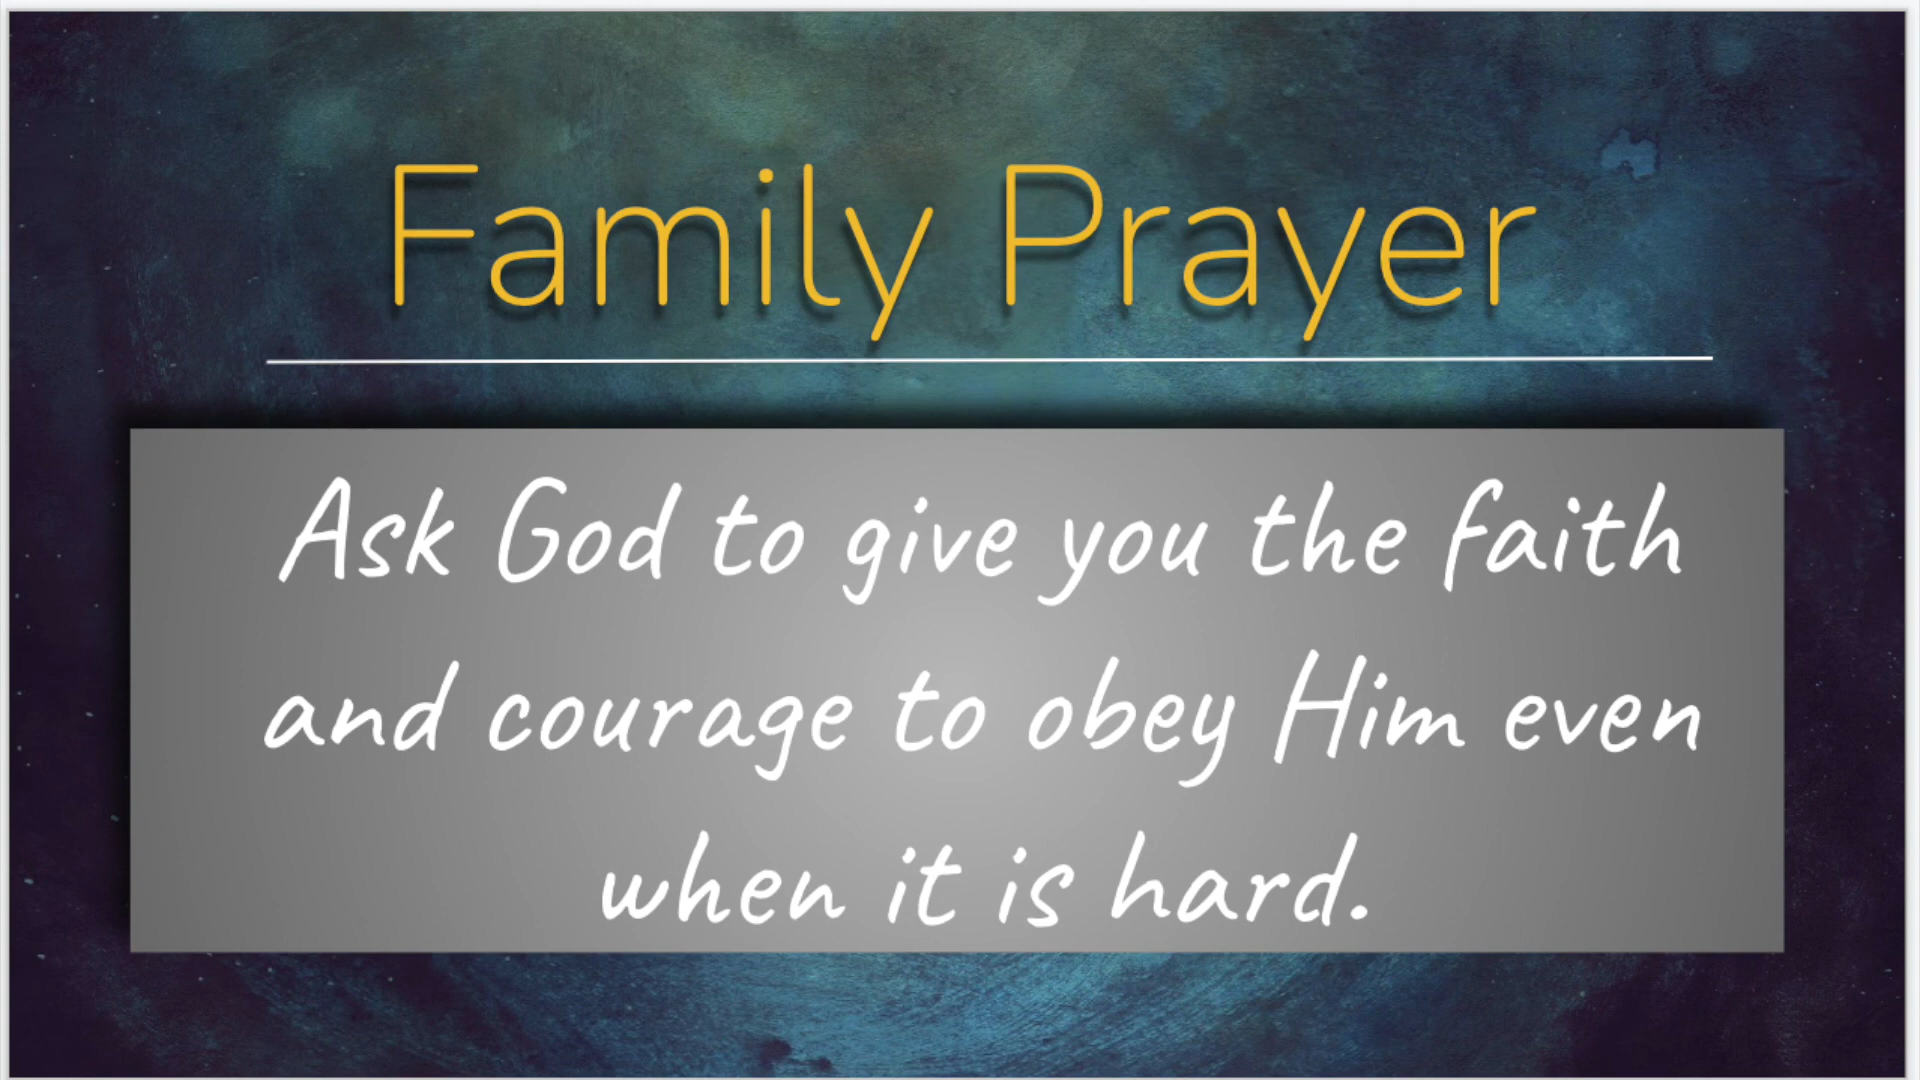 Family Prayer
Ask God to give you the faith
and courage to obey Him even
when it is hard.